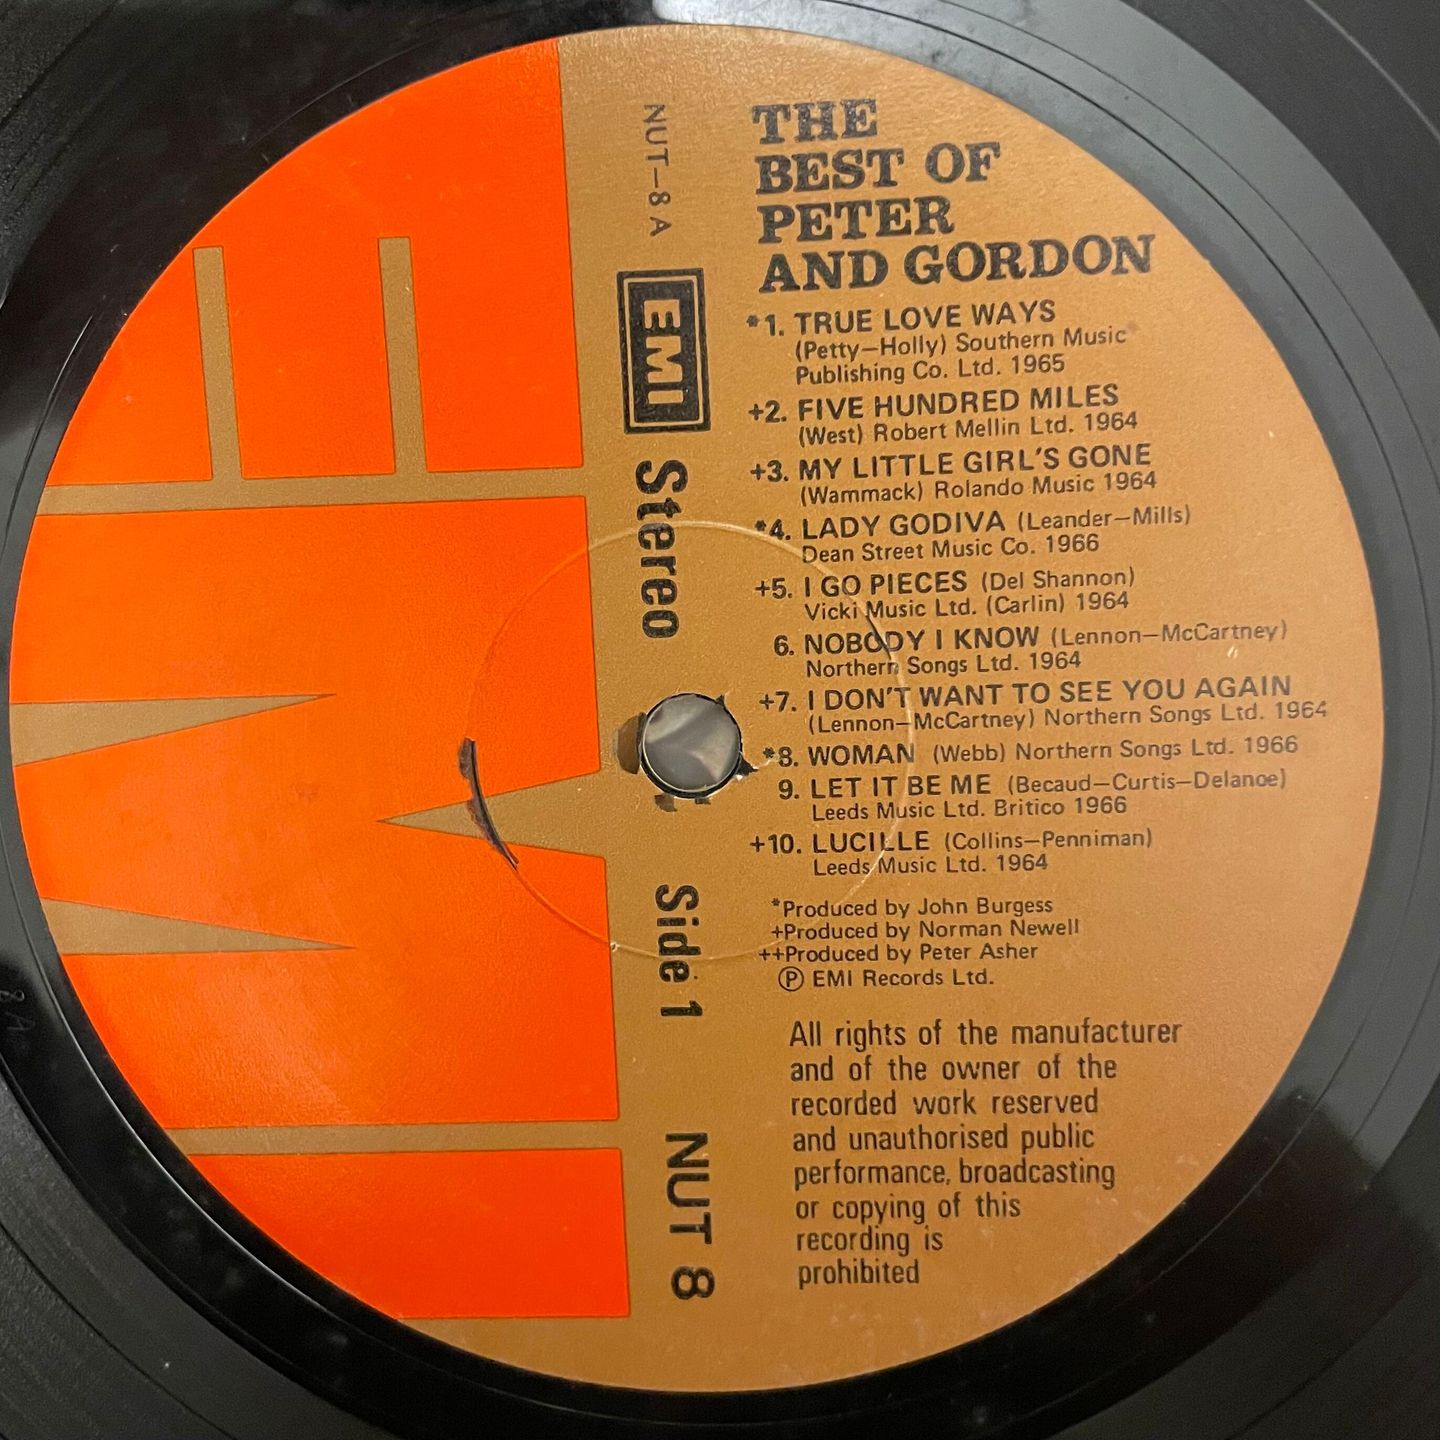 THE
BEST OF
PETER
AND GORDON
*1. TRUE LOVE WAYS
(Petty–Holly) Southern Music
Publishing Co. Ltd. 1965
+2. FIVE HUNDRED MILES
(West) Robert Mellin Ltd. 1964
+3. MY LITTLE GIRL'S GONE
(Wammack) Rolando Music 1964
*4. LADY GODIVA (Leander–Mills)
Dean Street Music Co. 1966
+5. I GO PIECES (Del Shannon)
Vicki Music Ltd. (Carlin) 1964
6. NOBODY I KNOW (Lennon–McCartney)
Northern Songs Ltd. 1964
+7. I DON'T WANT TO SEE YOU AGAIN
(Lennon–McCartney) Northern Songs Ltd. 1964
*8. WOMAN (Webb) Northern Songs Ltd. 1966
9. LET IT BE ME (Becaud–Curtis–Delanoe)
Leeds Music Ltd. Britico 1966
+10. LUCILLE (Collins–Penniman)
Leeds Music Ltd. 1964
*Produced by John Burgess
+Produced by Norman Newell
++Produced by Peter Asher
Ⓟ EMI Records Ltd.
All rights of the manufacturer
and of the owner of the
recorded work reserved
and unauthorised public
performance, broadcasting
or copying of this
recording is
prohibited
NUT–8 A
EMI
Stereo
Side 1
NUT 8
8A